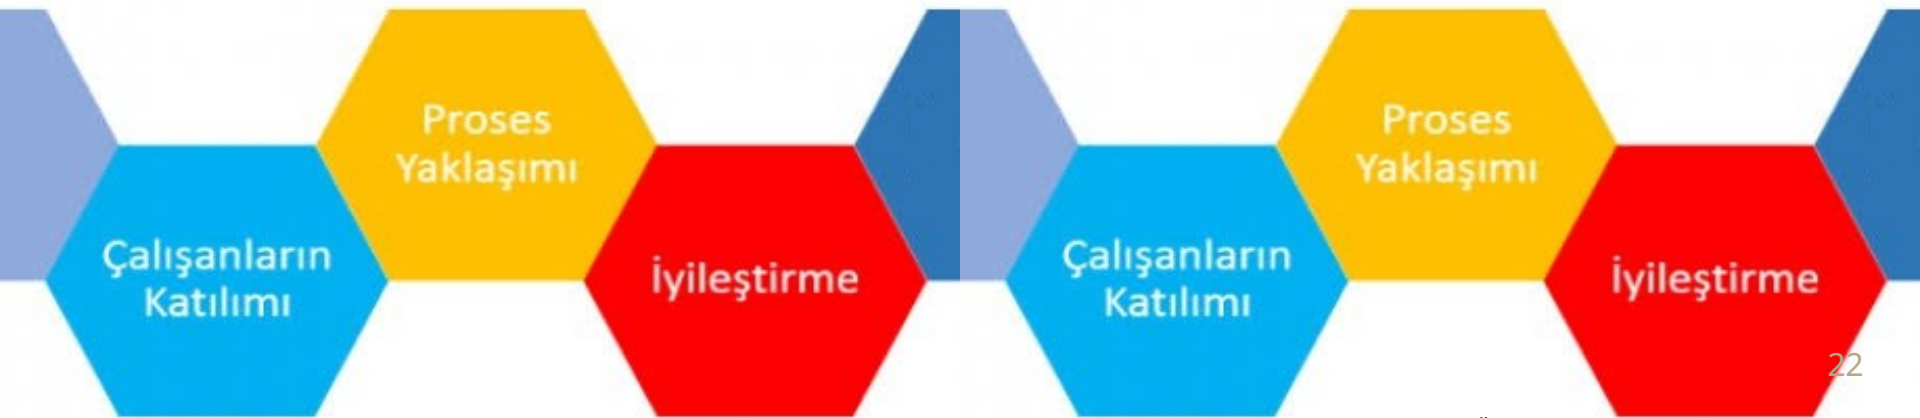 Proses
Yaklaşımı
Çalışanların
Katılımı
İyileştirme
Proses
Yaklaşımı
Çalışanların
Katılımı
İyileştirme
22